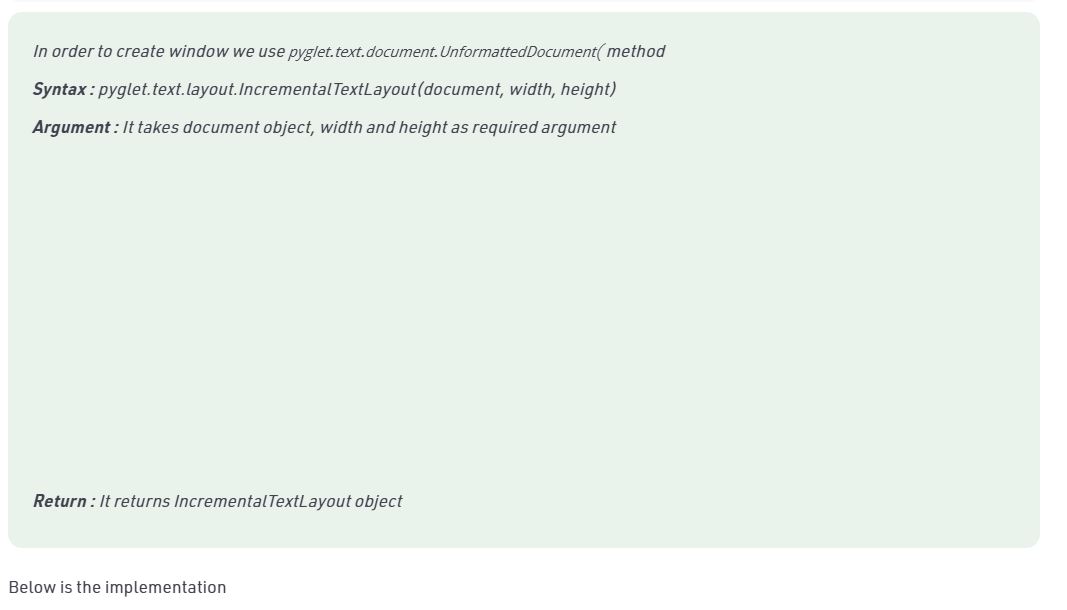 In order to create window we use pyglet.text.document.UnformattedDocument( method
Syntax : pyglet.text.layout.IncrementalTextLayout(document, width, height)
Argument : It takes document object, width and height as required argument
Return : It returns IncrementalTextLayout object
Below is the implementation